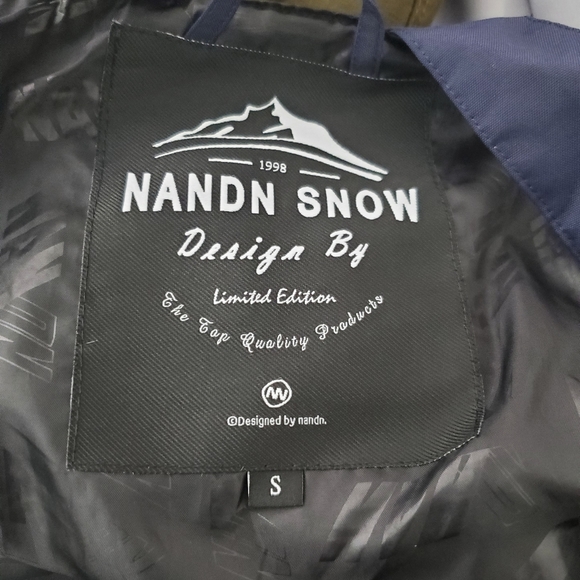 1998
NANDN SNOW
Design By
Limited Edition
The Top Quality Products
©Designed by nandn.
S